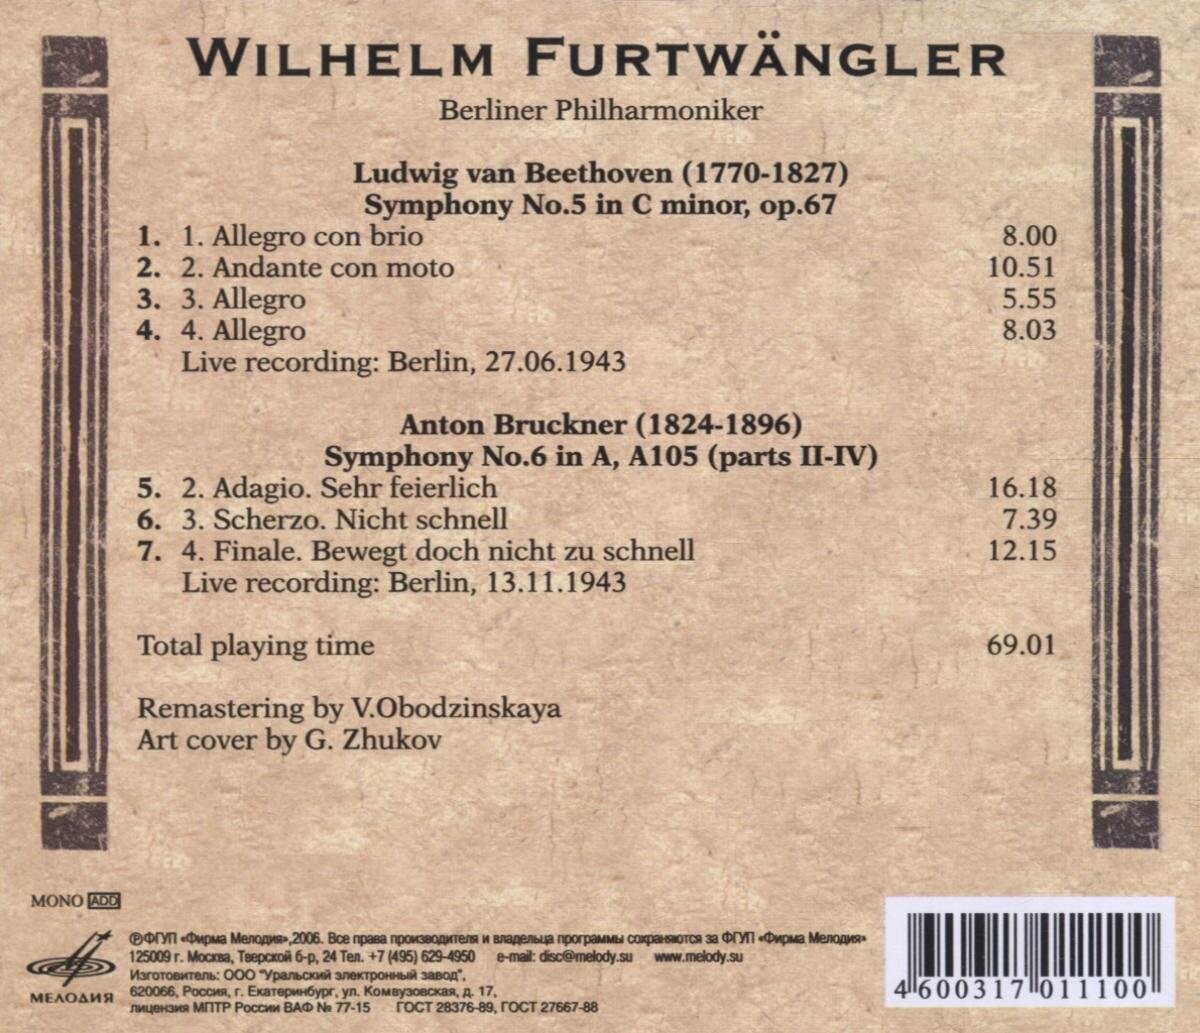 WILHELM FURTWÄNGLER
Berliner Philharmoniker
Ludwig van Beethoven (1770-1827)
Symphony No.5 in C minor, op.67
1. 1. Allegro con brio 8.00
2. 2. Andante con moto 10.51
3. 3. Allegro 5.55
4. 4. Allegro 8.03
Live recording: Berlin, 27.06.1943
Anton Bruckner (1824-1896)
Symphony No.6 in A, A105 (parts II-IV)
5. 2. Adagio. Sehr feierlich 16.18
6. 3. Scherzo. Nicht schnell 7.39
7. 4. Finale. Bewegt doch nicht zu schnell 12.15
Live recording: Berlin, 13.11.1943
Total playing time 69.01
Remastering by V.Obodzinskaya
Art cover by G. Zhukov
MONO ADD
МЕЛОДИЯ
℗ФГУП «Фирма Мелодия»,2006. Все права производителя и владельца программы сохраняются за ФГУП «Фирма Мелодия»
125009 г. Москва, Тверской б-р, 24 Тел. +7 (495) 629-4950 e-mail: disc@melody.su www.melody.su
Изготовитель: ООО "Уральский электронный завод",
620066, Россия, г. Екатеринбург, ул. Комвузовская, д. 17,
лицензия МПТР России ВАФ № 77-15 ГОСТ 28376-89, ГОСТ 27667-88
4 600317 011100